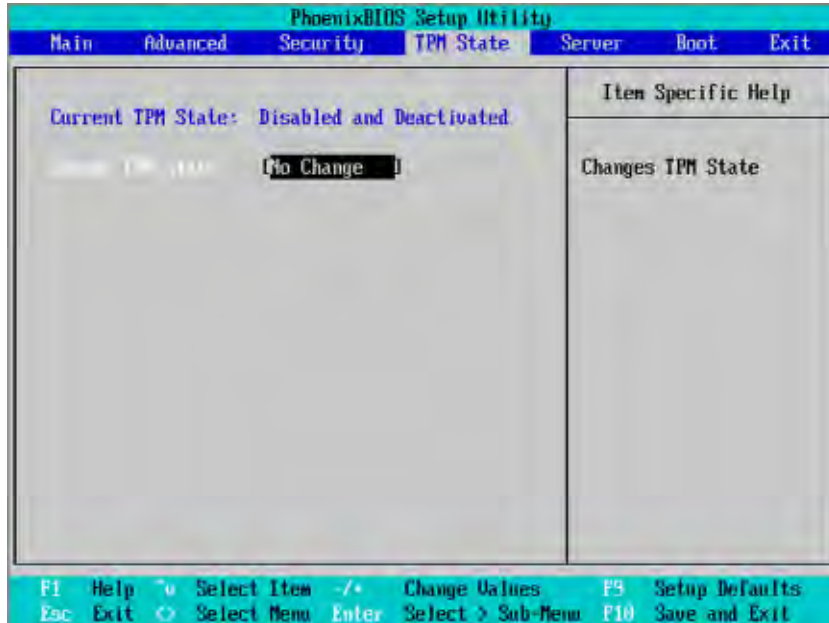 PhoenixBIOS Setup Utility
Main Advanced Security TPM State Server Boot Exit
Item Specific Help
Current TPM State: Disabled and Deactivated
TPM [No Change ]
Changes TPM State
F1 Help ^v Select Item -/+ Change Values F9 Setup Defaults
Esc Exit <> Select Menu Enter Select > Sub-Menu F10 Save and Exit